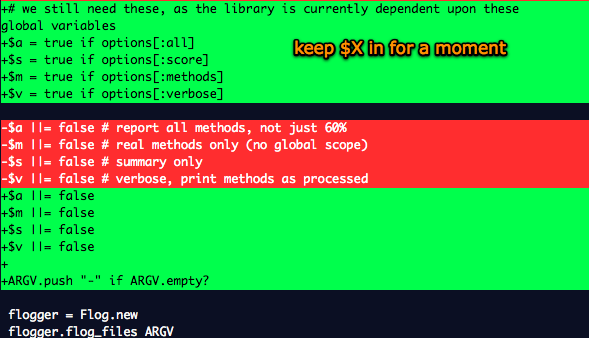 +# we still need these, as the library is currently dependent upon these
global variables
+$a = true if options[:all]
+$s = true if options[:score]
keep $X in for a moment
+$m = true if options[:methods]
+$v = true if options[:verbose]
-$a ||= false # report all methods, not just 60%
-$m ||= false # real methods only (no global scope)
-$s ||= false # summary only
-$v ||= false # verbose, print methods as processed
+$a ||= false
+$m ||= false
+$s ||= false
+$v ||= false
+
+ARGV.push "-" if ARGV.empty?
flogger = Flog.new
flogger.flog_files ARGV